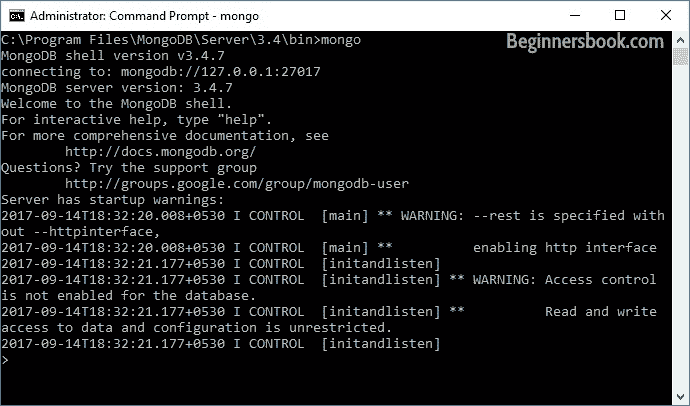 Administrator: Command Prompt - mongo
C:\Program Files\MongoDB\Server\3.4\bin>mongo
Beginnersbook.com
MongoDB shell version v3.4.7
connecting to: mongodb://127.0.0.1:27017
MongoDB server version: 3.4.7
Welcome to the MongoDB shell.
For interactive help, type "help".
For more comprehensive documentation, see
        http://docs.mongodb.org/
Questions? Try the support group
        http://groups.google.com/group/mongodb-user
Server has startup warnings:
2017-09-14T18:32:20.008+0530 I CONTROL  [main] ** WARNING: --rest is specified with
out --httpinterface,
2017-09-14T18:32:20.008+0530 I CONTROL  [main] **          enabling http interface
2017-09-14T18:32:21.177+0530 I CONTROL  [initandlisten]
2017-09-14T18:32:21.177+0530 I CONTROL  [initandlisten] ** WARNING: Access control
is not enabled for the database.
2017-09-14T18:32:21.177+0530 I CONTROL  [initandlisten] **          Read and write
access to data and configuration is unrestricted.
2017-09-14T18:32:21.177+0530 I CONTROL  [initandlisten]
>